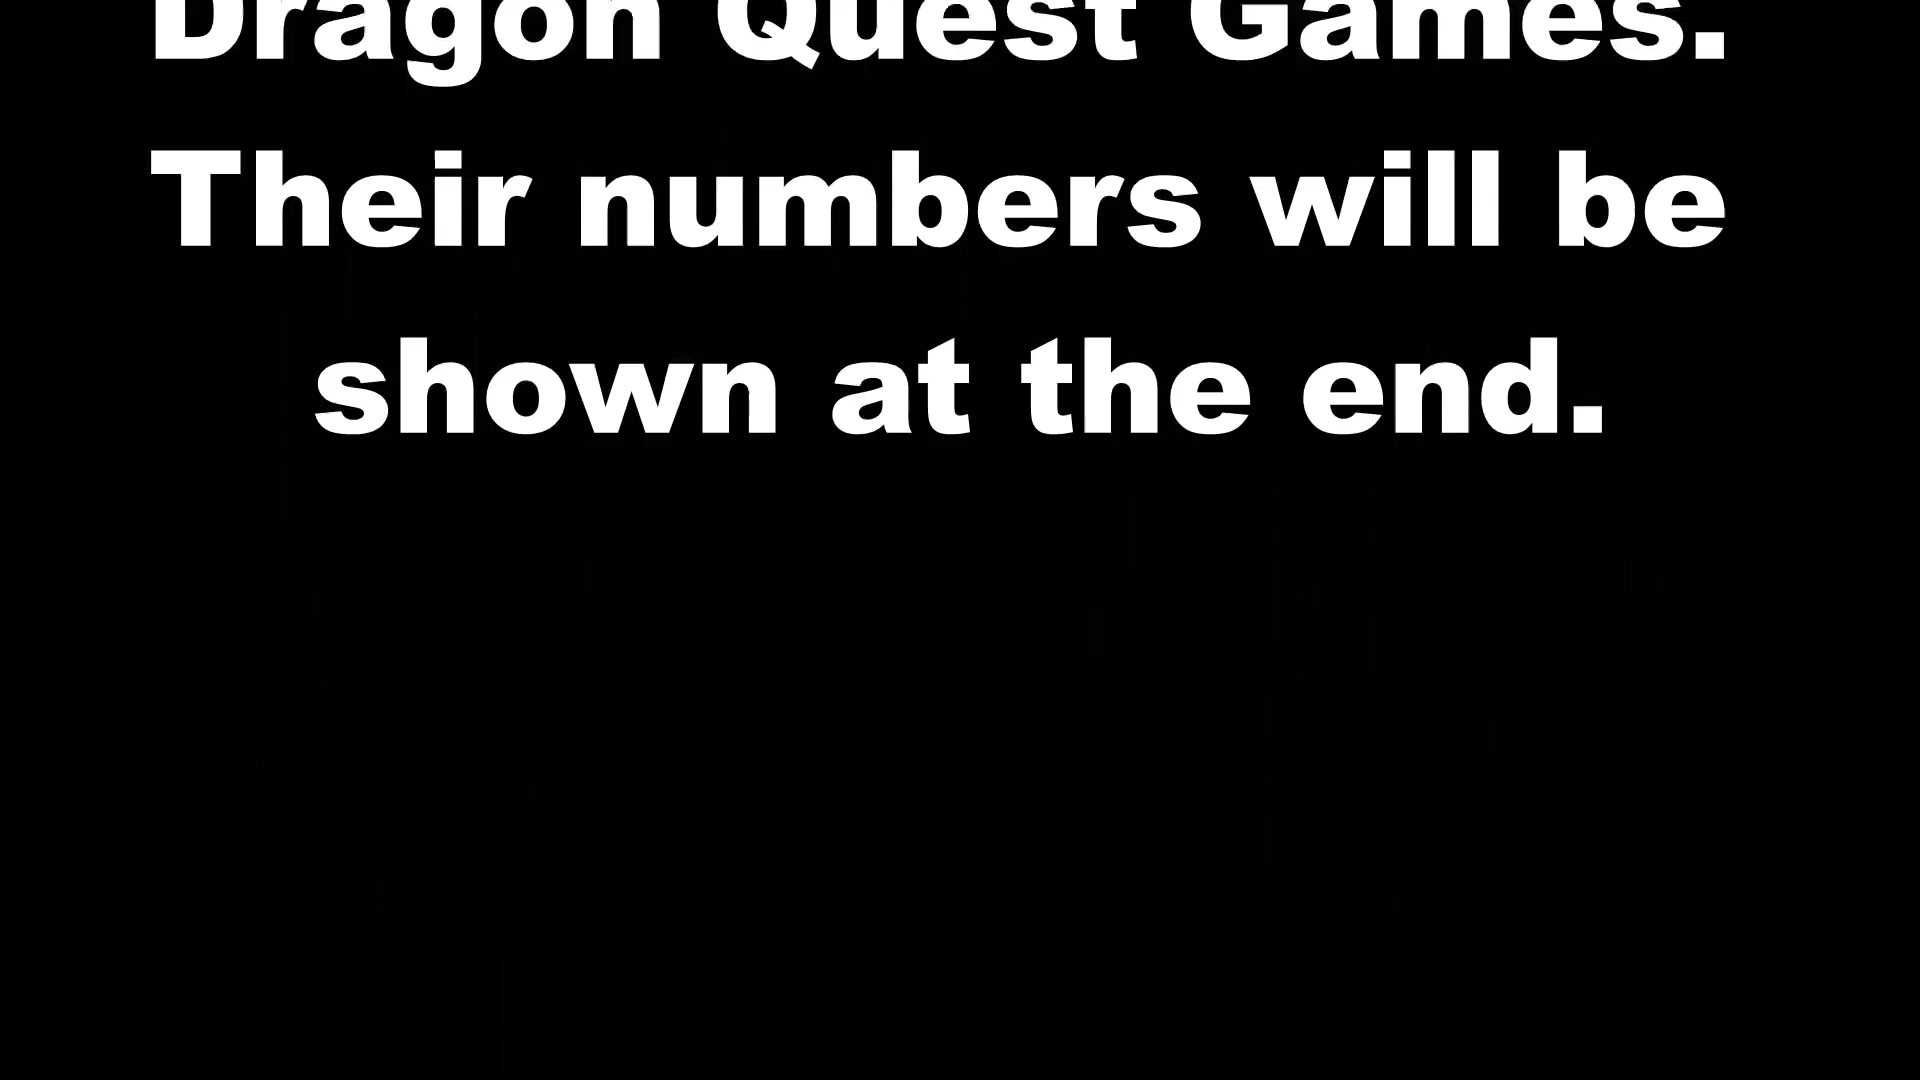 Dragon Quest Games.
Their numbers will be
shown at the end.